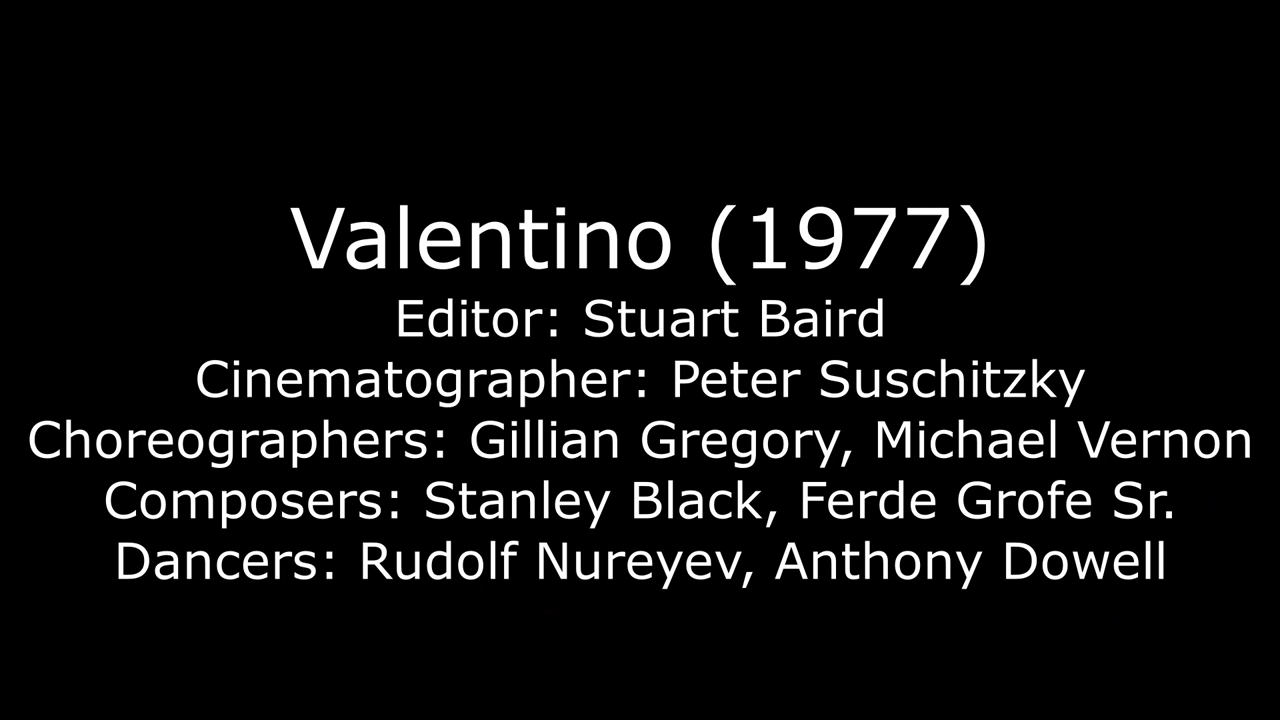 Valentino (1977)
Editor: Stuart Baird
Cinematographer: Peter Suschitzky
Choreographers: Gillian Gregory, Michael Vernon
Composers: Stanley Black, Ferde Grofe Sr.
Dancers: Rudolf Nureyev, Anthony Dowell